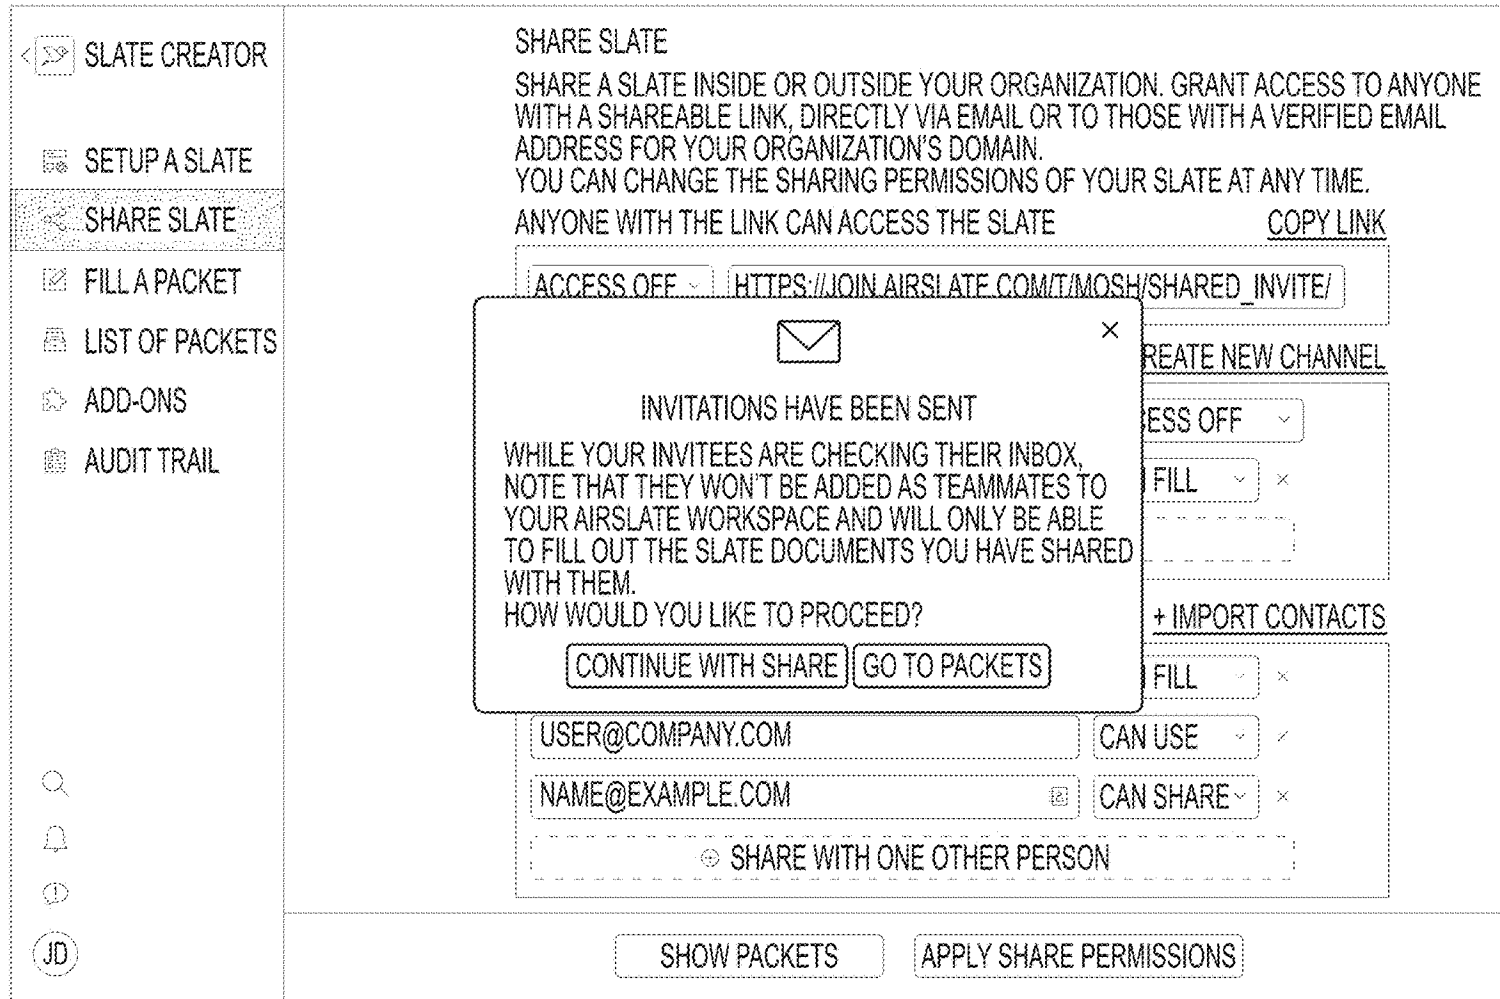 SLATE CREATOR
SETUP A SLATE
SHARE SLATE
FILL A PACKET
LIST OF PACKETS
ADD-ONS
AUDIT TRAIL
JD
SHARE SLATE
SHARE A SLATE INSIDE OR OUTSIDE YOUR ORGANIZATION. GRANT ACCESS TO ANYONE
WITH A SHAREABLE LINK, DIRECTLY VIA EMAIL OR TO THOSE WITH A VERIFIED EMAIL
ADDRESS FOR YOUR ORGANIZATION'S DOMAIN.
YOU CAN CHANGE THE SHARING PERMISSIONS OF YOUR SLATE AT ANY TIME.
ANYONE WITH THE LINK CAN ACCESS THE SLATE COPY LINK
ACCESS OFF HTTPS://JOIN.AIRSLATE.COM/T/MOSH/SHARED_INVITE/
REATE NEW CHANNEL
ESS OFF
FILL
INVITATIONS HAVE BEEN SENT
WHILE YOUR INVITEES ARE CHECKING THEIR INBOX,
NOTE THAT THEY WON'T BE ADDED AS TEAMMATES TO
YOUR AIRSLATE WORKSPACE AND WILL ONLY BE ABLE
TO FILL OUT THE SLATE DOCUMENTS YOU HAVE SHARED
WITH THEM.
HOW WOULD YOU LIKE TO PROCEED?
CONTINUE WITH SHARE GO TO PACKETS
+ IMPORT CONTACTS
FILL
USER@COMPANY.COM CAN USE
NAME@EXAMPLE.COM CAN SHARE
SHARE WITH ONE OTHER PERSON
SHOW PACKETS APPLY SHARE PERMISSIONS